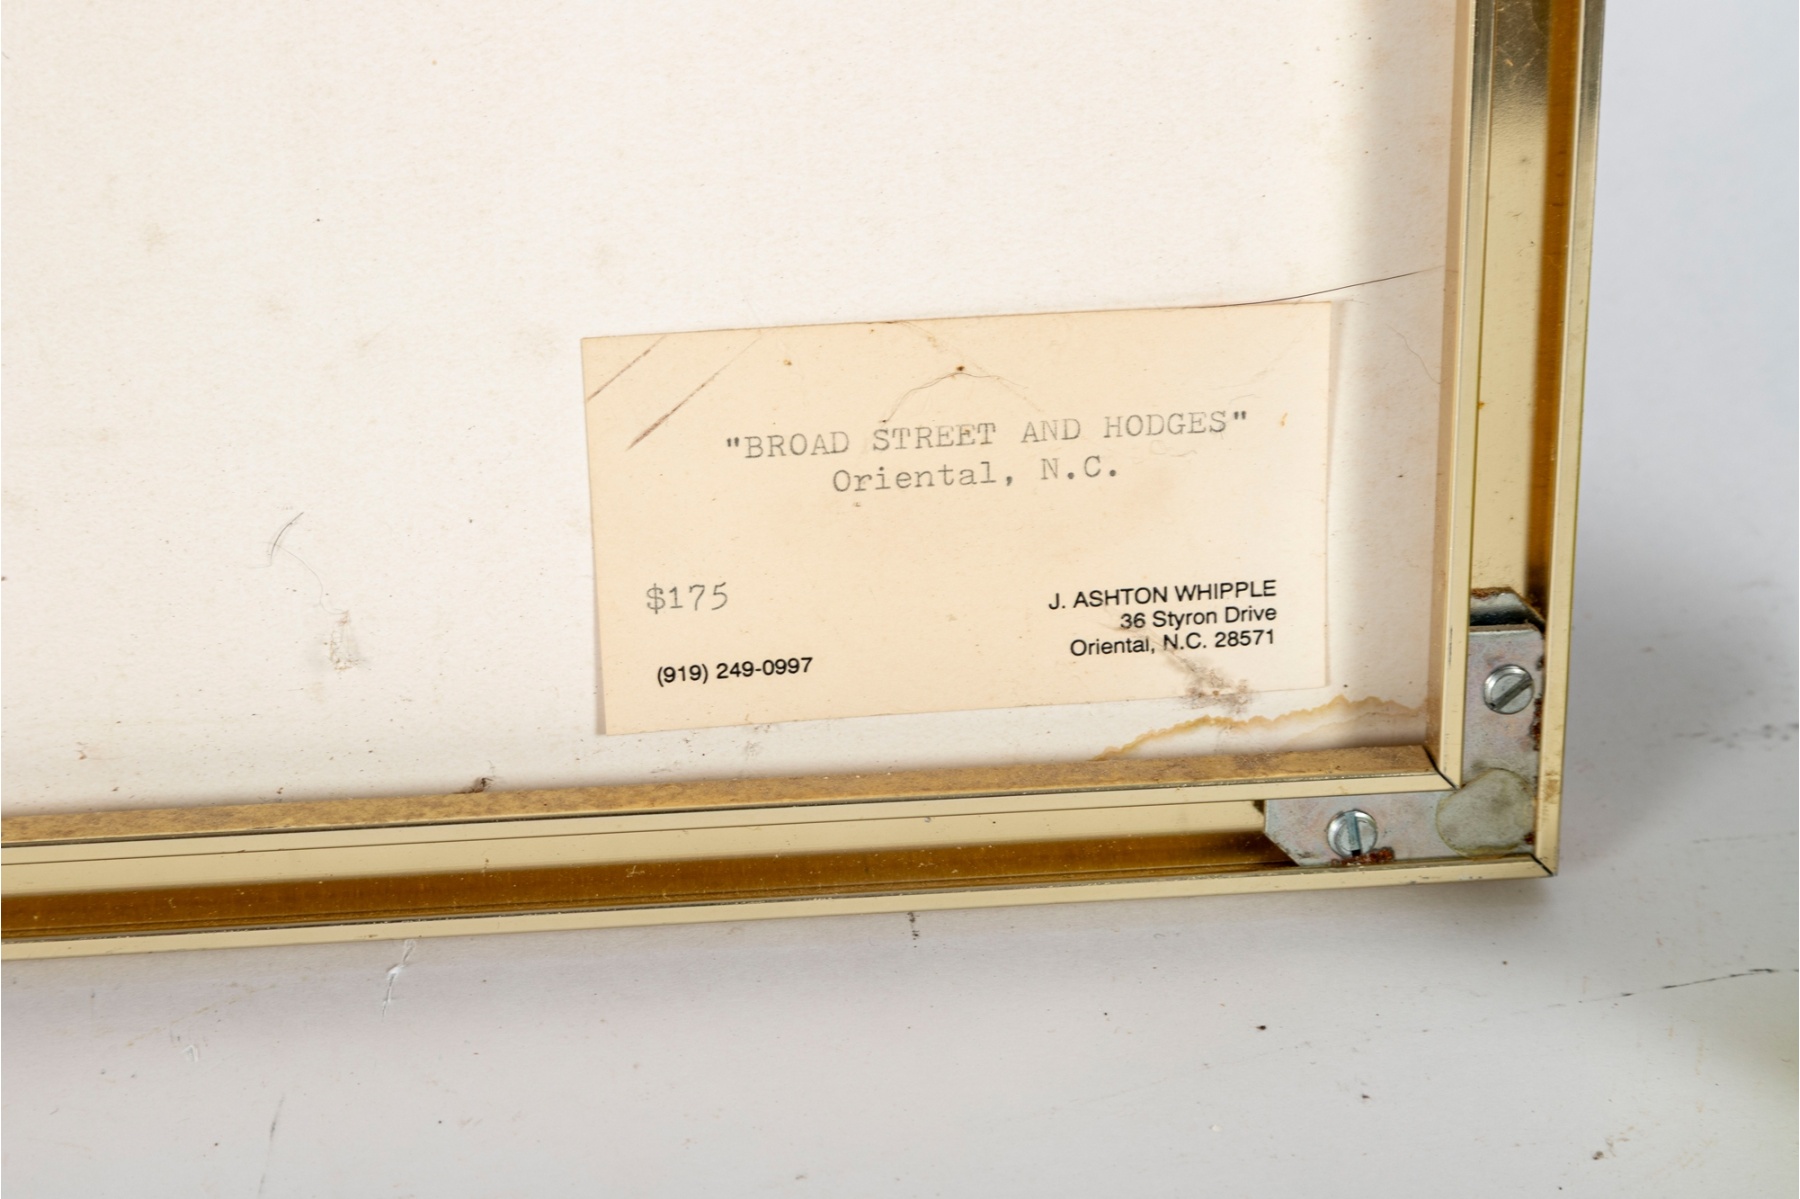 "BROAD STREET AND HODGES"
Oriental, N.C.
$175
J. ASHTON WHIPPLE
36 Styron Drive
Oriental, N.C. 28571
(919) 249-0997